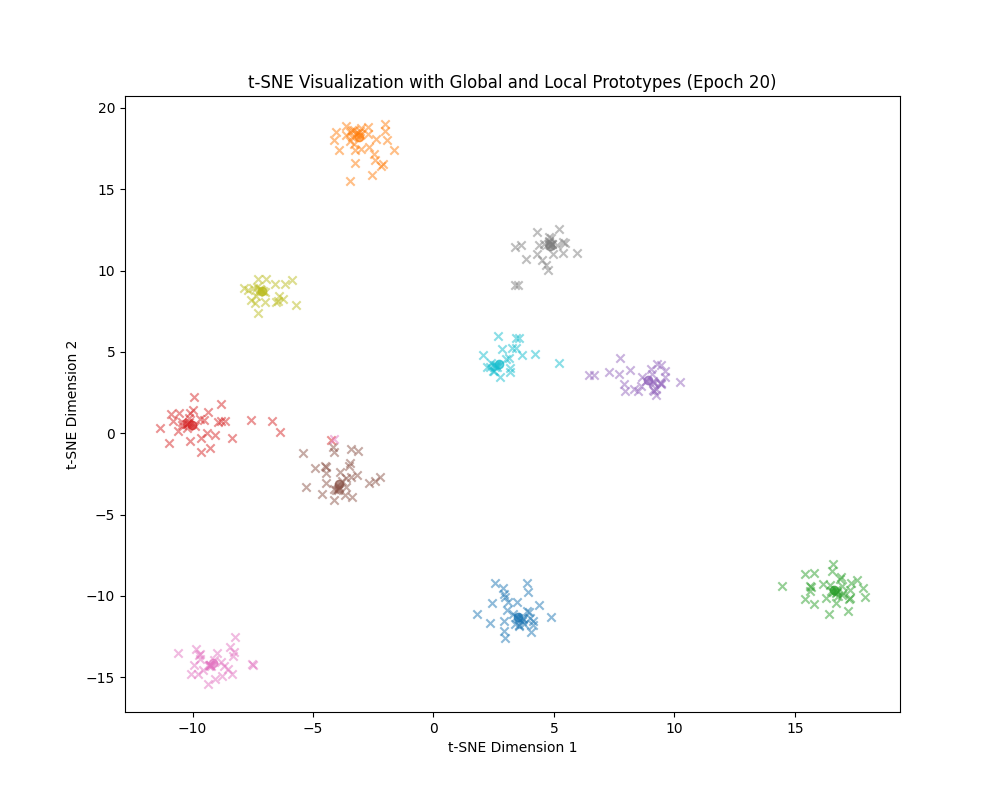 t-SNE Visualization with Global and Local Prototypes (Epoch 20)
20
15
10
5
0
−5
−10
−15
t-SNE Dimension 2
−10 −5 0 5 10 15
t-SNE Dimension 1